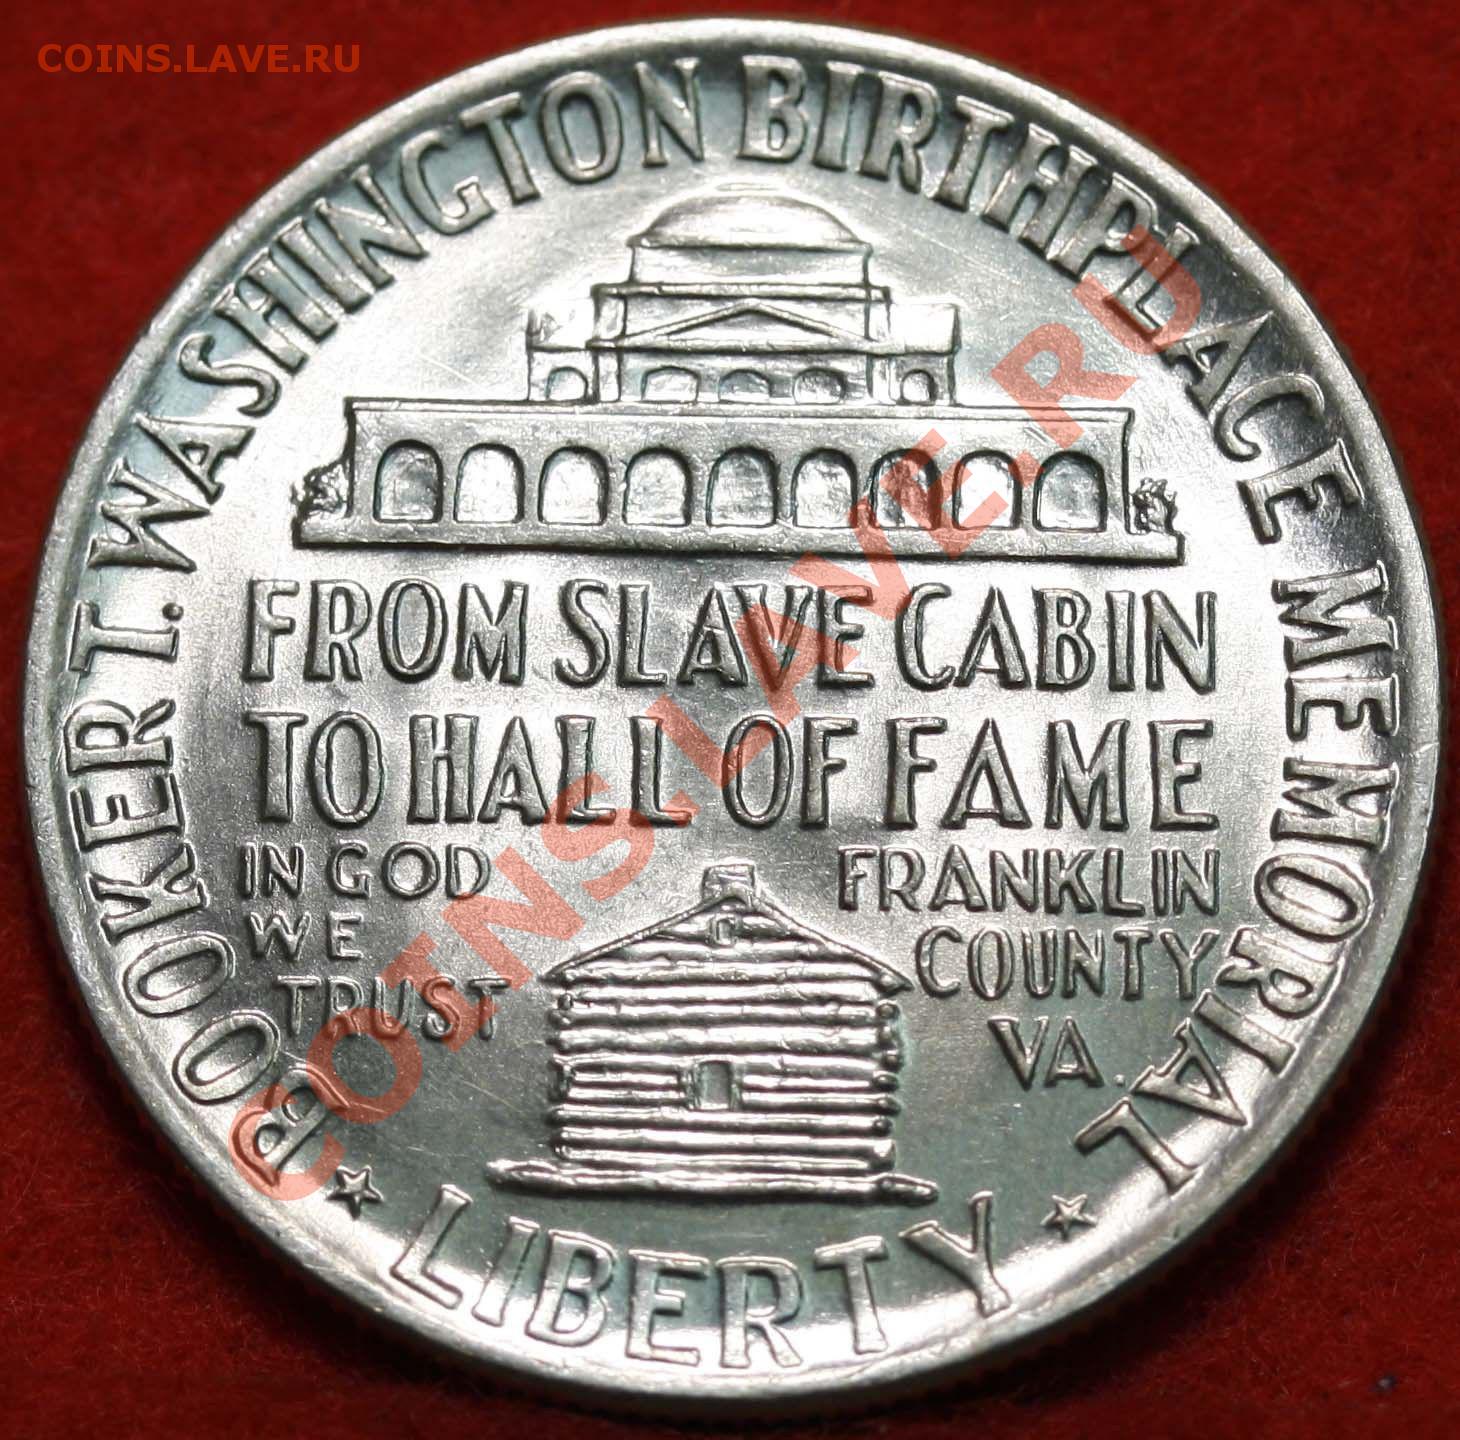 COINS.LAVE.RU
BOOKER T. WASHINGTON BIRTHPLACE MEMORIAL
FROM SLAVE CABIN
TO HALL OF FAME
IN GOD
WE
TRUST
FRANKLIN
COUNTY
VA.
LIBERTY
COINS.LAVE.RU